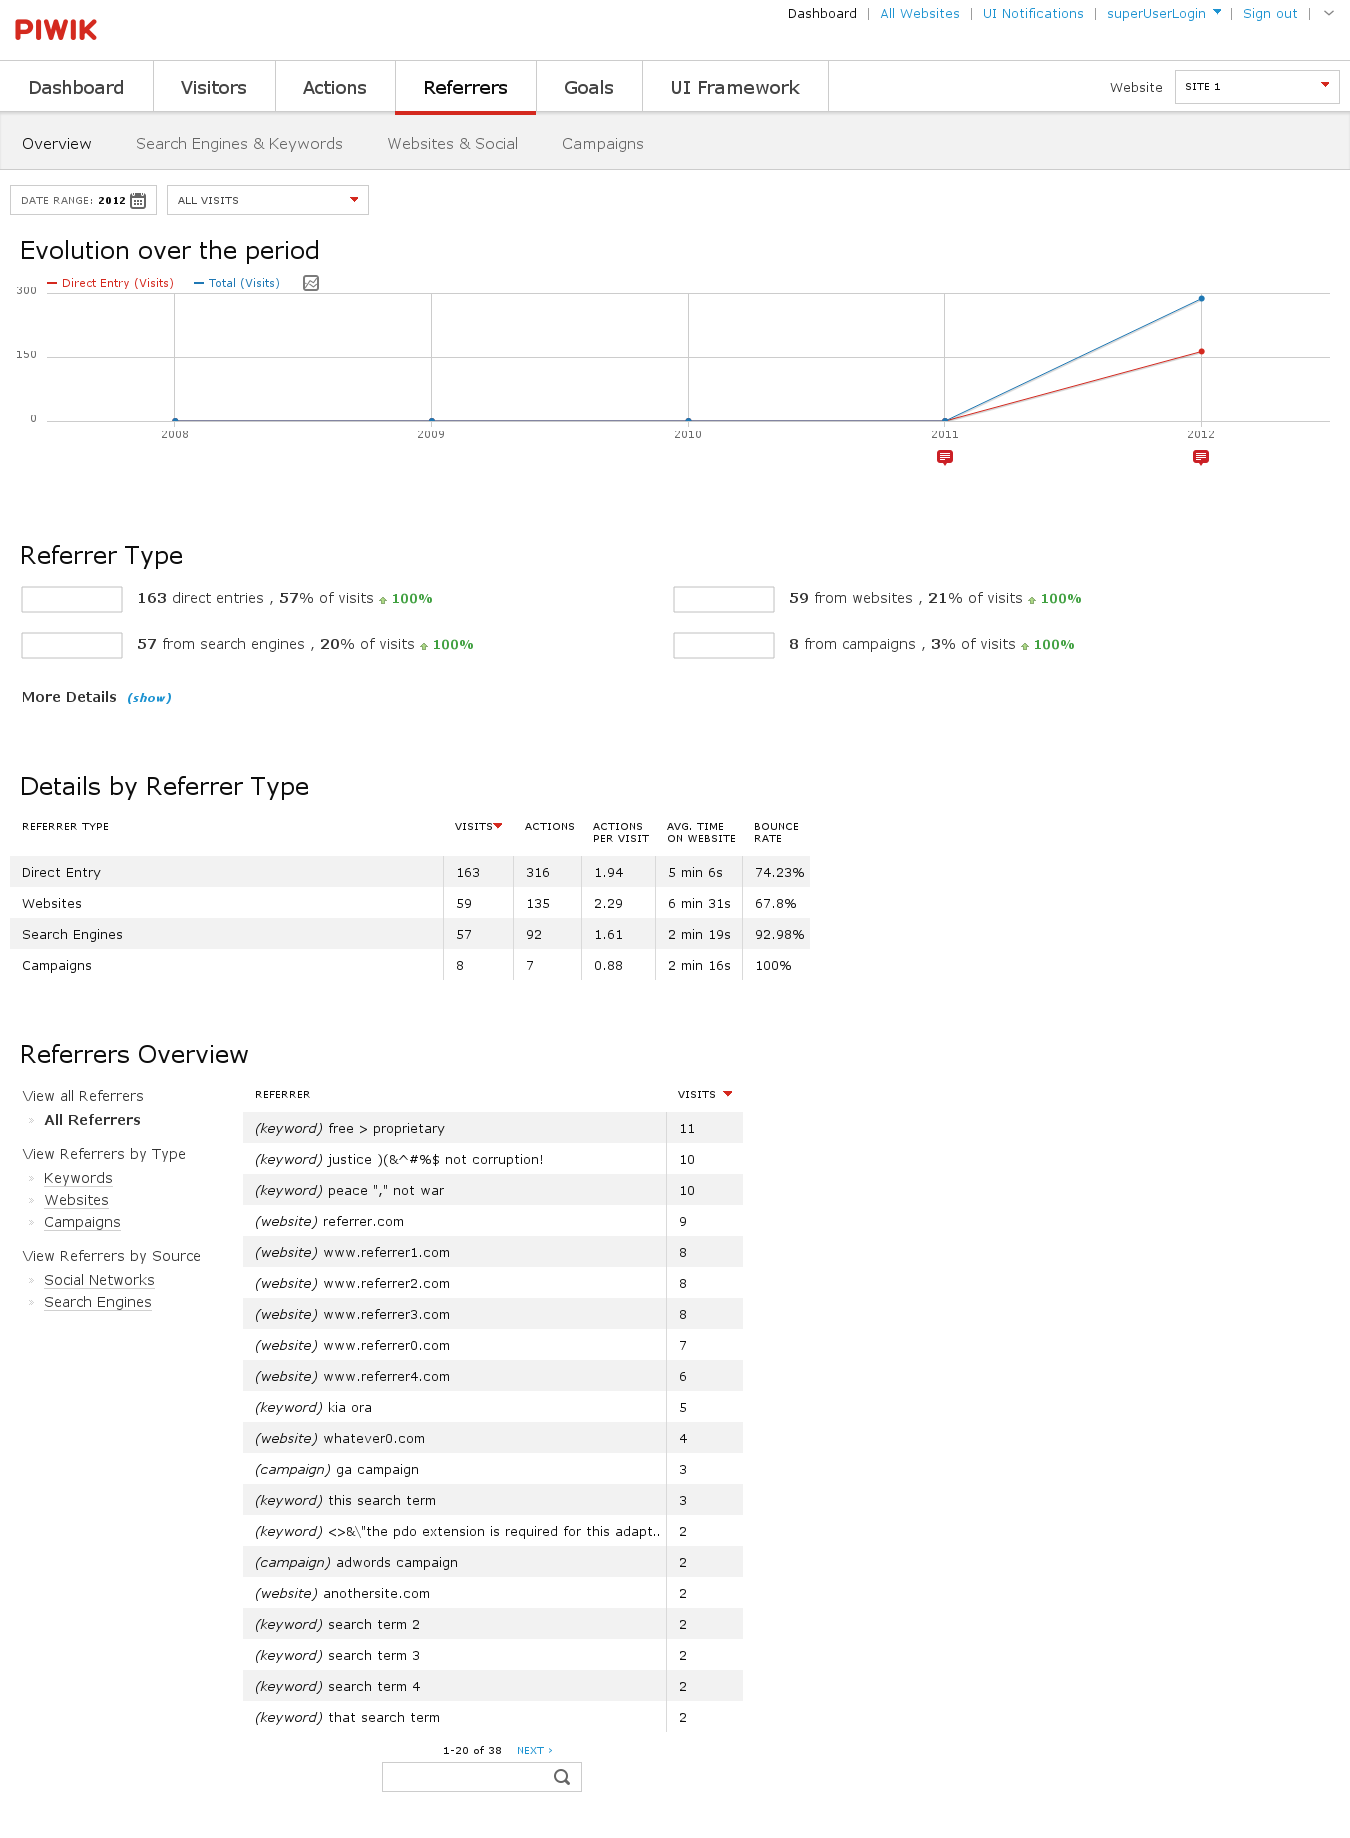 PIWIK
Dashboard | All Websites | UI Notifications | superUserLogin | Sign out |
Dashboard Visitors Actions Referrers Goals UI Framework Website SITE 1
Overview Search Engines & Keywords Websites & Social Campaigns
DATE RANGE: 2012 ALL VISITS
Evolution over the period
Direct Entry (Visits) Total (Visits)
300
150
0
2008 2009 2010 2011 2012
Referrer Type
163 direct entries , 57% of visits 100% 59 from websites , 21% of visits 100%
57 from search engines , 20% of visits 100% 8 from campaigns , 3% of visits 100%
More Details (show)
Details by Referrer Type
REFERRER TYPE VISITS ACTIONS ACTIONS PER VISIT AVG. TIME ON WEBSITE BOUNCE RATE
Direct Entry 163 316 1.94 5 min 6s 74.23%
Websites 59 135 2.29 6 min 31s 67.8%
Search Engines 57 92 1.61 2 min 19s 92.98%
Campaigns 8 7 0.88 2 min 16s 100%
Referrers Overview
View all Referrers
» All Referrers
View Referrers by Type
» Keywords
» Websites
» Campaigns
View Referrers by Source
» Social Networks
» Search Engines
REFERRER VISITS
(keyword) free > proprietary 11
(keyword) justice )(&^#%$ not corruption! 10
(keyword) peace "," not war 10
(website) referrer.com 9
(website) www.referrer1.com 8
(website) www.referrer2.com 8
(website) www.referrer3.com 8
(website) www.referrer0.com 7
(website) www.referrer4.com 6
(keyword) kia ora 5
(website) whatever0.com 4
(campaign) ga campaign 3
(keyword) this search term 3
(keyword) <>&\"the pdo extension is required for this adapt.. 2
(campaign) adwords campaign 2
(website) anothersite.com 2
(keyword) search term 2 2
(keyword) search term 3 2
(keyword) search term 4 2
(keyword) that search term 2
1-20 of 38 NEXT ›